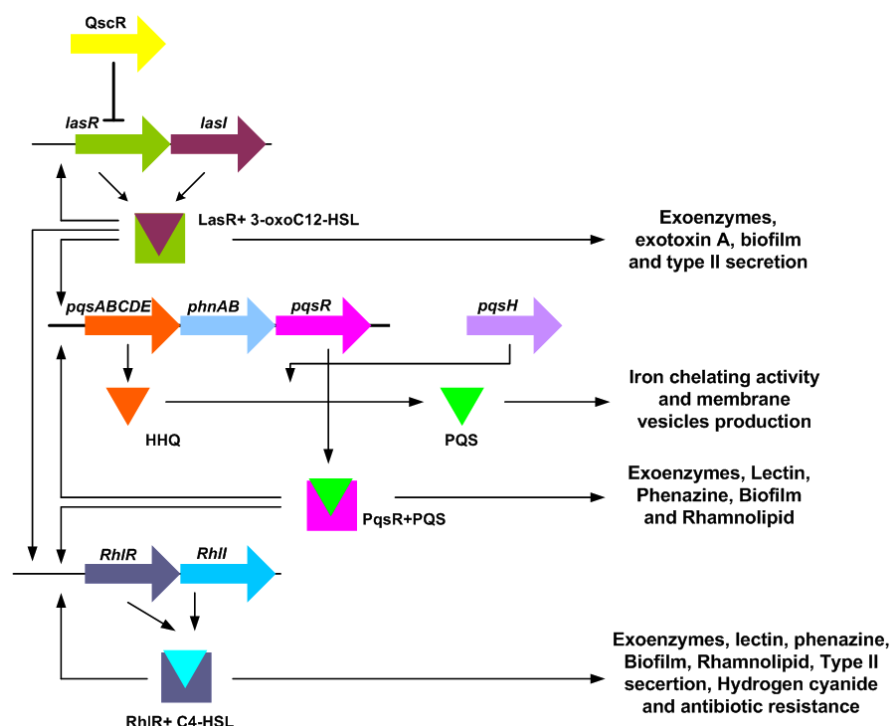 QscR
lasR lasI
LasR+ 3-oxoC12-HSL
Exoenzymes,
exotoxin A, biofilm
and type II secretion
pqsABCDE phnAB pqsR pqsH
HHQ
PQS
Iron chelating activity
and membrane
vesicles production
PqsR+PQS
Exoenzymes, Lectin,
Phenazine, Biofilm
and Rhamnolipid
RhlR RhlI
RhlR+ C4-HSL
Exoenzymes, lectin, phenazine,
Biofilm, Rhamnolipid, Type II
secertion, Hydrogen cyanide
and antibiotic resistance